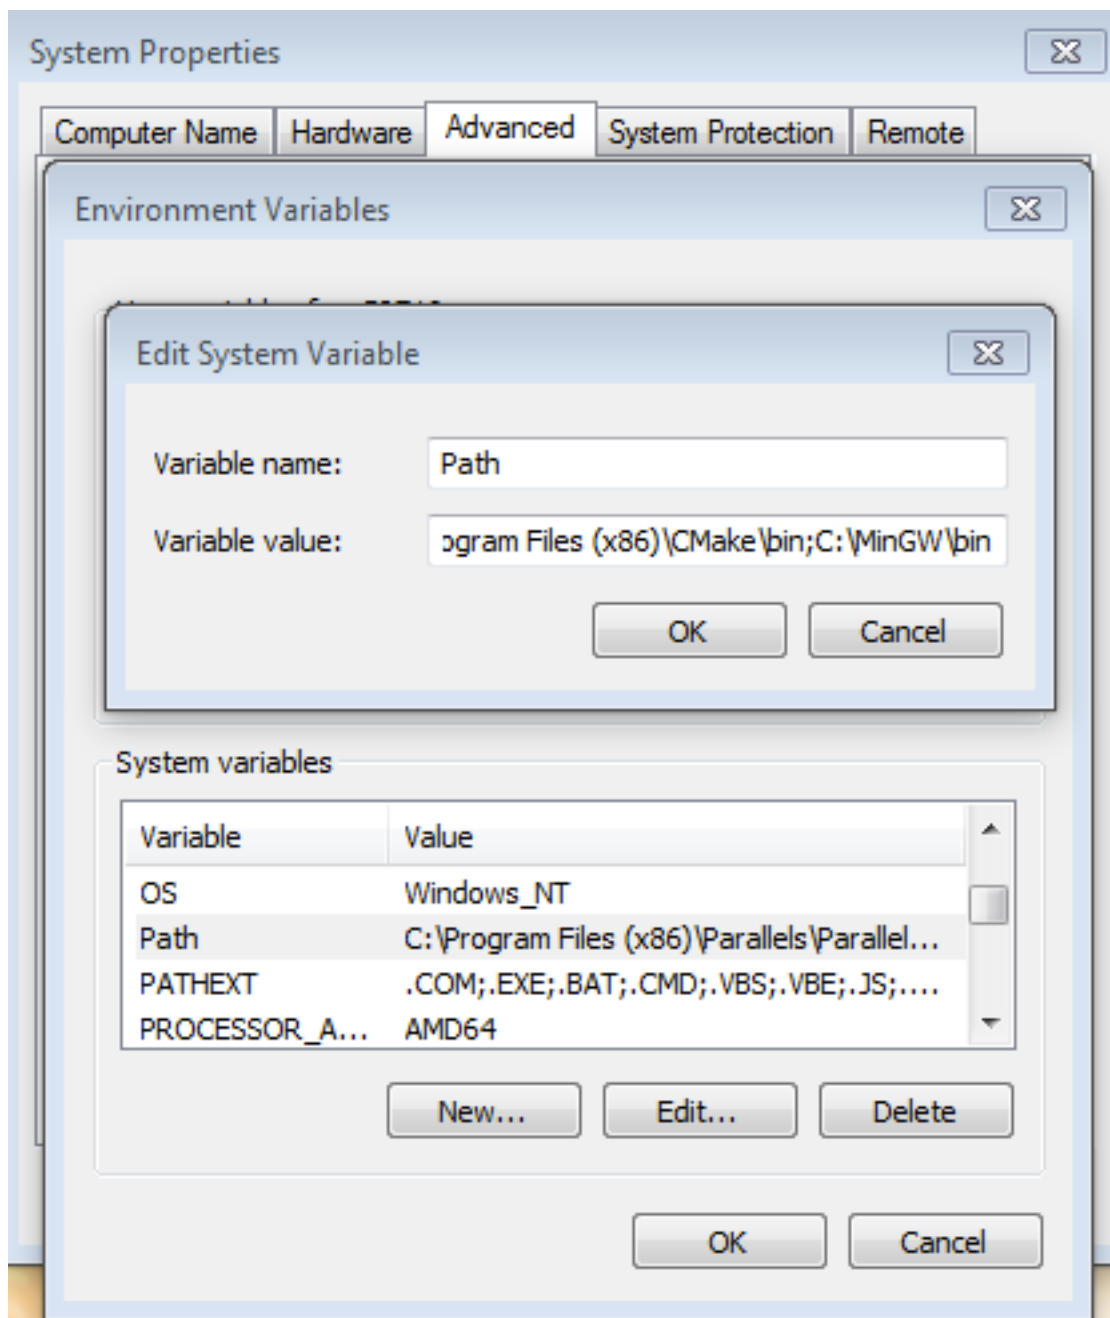 System Properties
Computer Name Hardware Advanced System Protection Remote
Environment Variables
Edit System Variable
Variable name: Path
Variable value: ogram Files (x86)\CMake\bin;C:\MinGW\bin
OK Cancel
System variables
Variable Value
OS Windows_NT
Path C:\Program Files (x86)\Parallels\Parallel...
PATHEXT .COM;.EXE;.BAT;.CMD;.VBS;.VBE;.JS;....
PROCESSOR_A... AMD64
New... Edit... Delete
OK Cancel